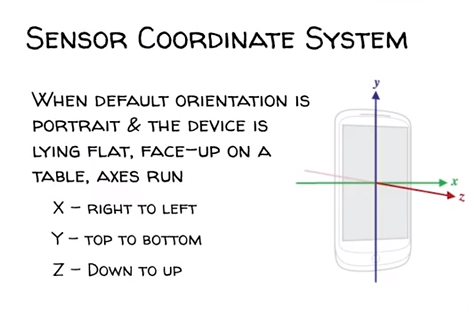 Sensor Coordinate System
When default orientation is
portrait & the device is
lying flat, face-up on a
table, axes run
X - right to left
Y - top to bottom
Z - Down to up
y
x
z